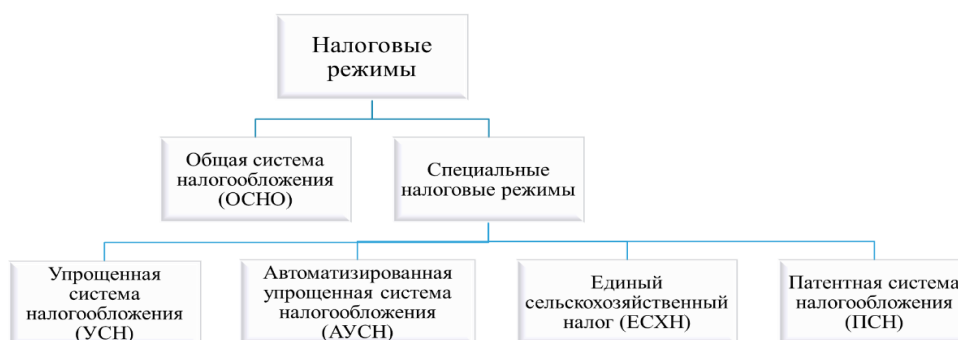 Налоговые
режимы
Общая система
налогообложения
(ОСНО)
Специальные
налоговые режимы
Упрощенная
система
налогообложения
(УСН)
Автоматизированная
упрощенная система
налогообложения
(АУСН)
Единый
сельскохозяйственный
налог (ЕСХН)
Патентная система
налогообложения
(ПСН)